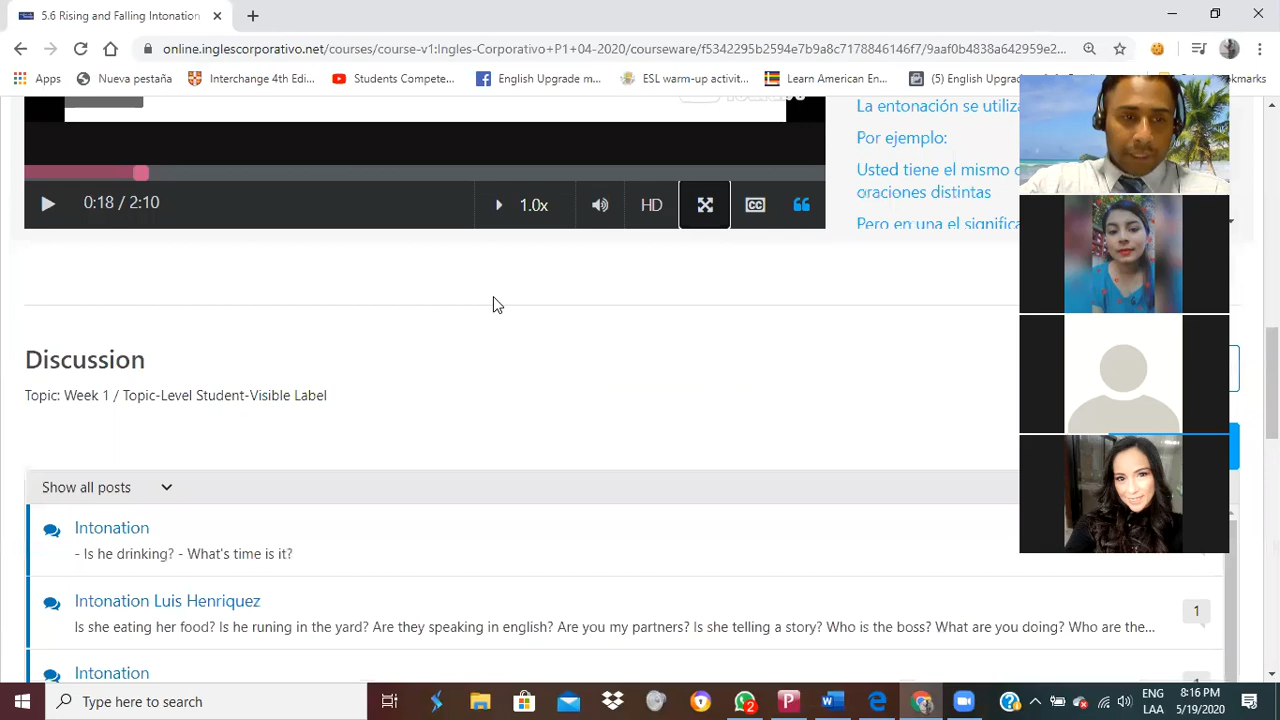 5.6 Rising and Falling Intonation
online.inglescorporativo.net/courses/course-v1:Ingles-Corporativo+P1+04-2020/courseware/f5342295b2594e7b9a8c7178846146f7/9aaf0b4838a642959e2...
Apps
Nueva pestaña
Interchange 4th Edi...
Students Compete...
English Upgrade m...
ESL warm-up activit...
Learn American En...
(5) English Upgra
La entonación se utiliza
Por ejemplo:
Usted tiene el mismo
oraciones distintas
Pero en una el significa
0:18 / 2:10
1.0x
HD
CC
Discussion
Topic: Week 1 / Topic-Level Student-Visible Label
Show all posts
Intonation
- Is he drinking? - What's time is it?
Intonation Luis Henriquez
1
Is she eating her food? Is he runing in the yard? Are they speaking in english? Are you my partners? Is she telling a story? Who is the boss? What are you doing? Who are the...
Intonation
Type here to search
2
ENG
LAA
8:16 PM
5/19/2020